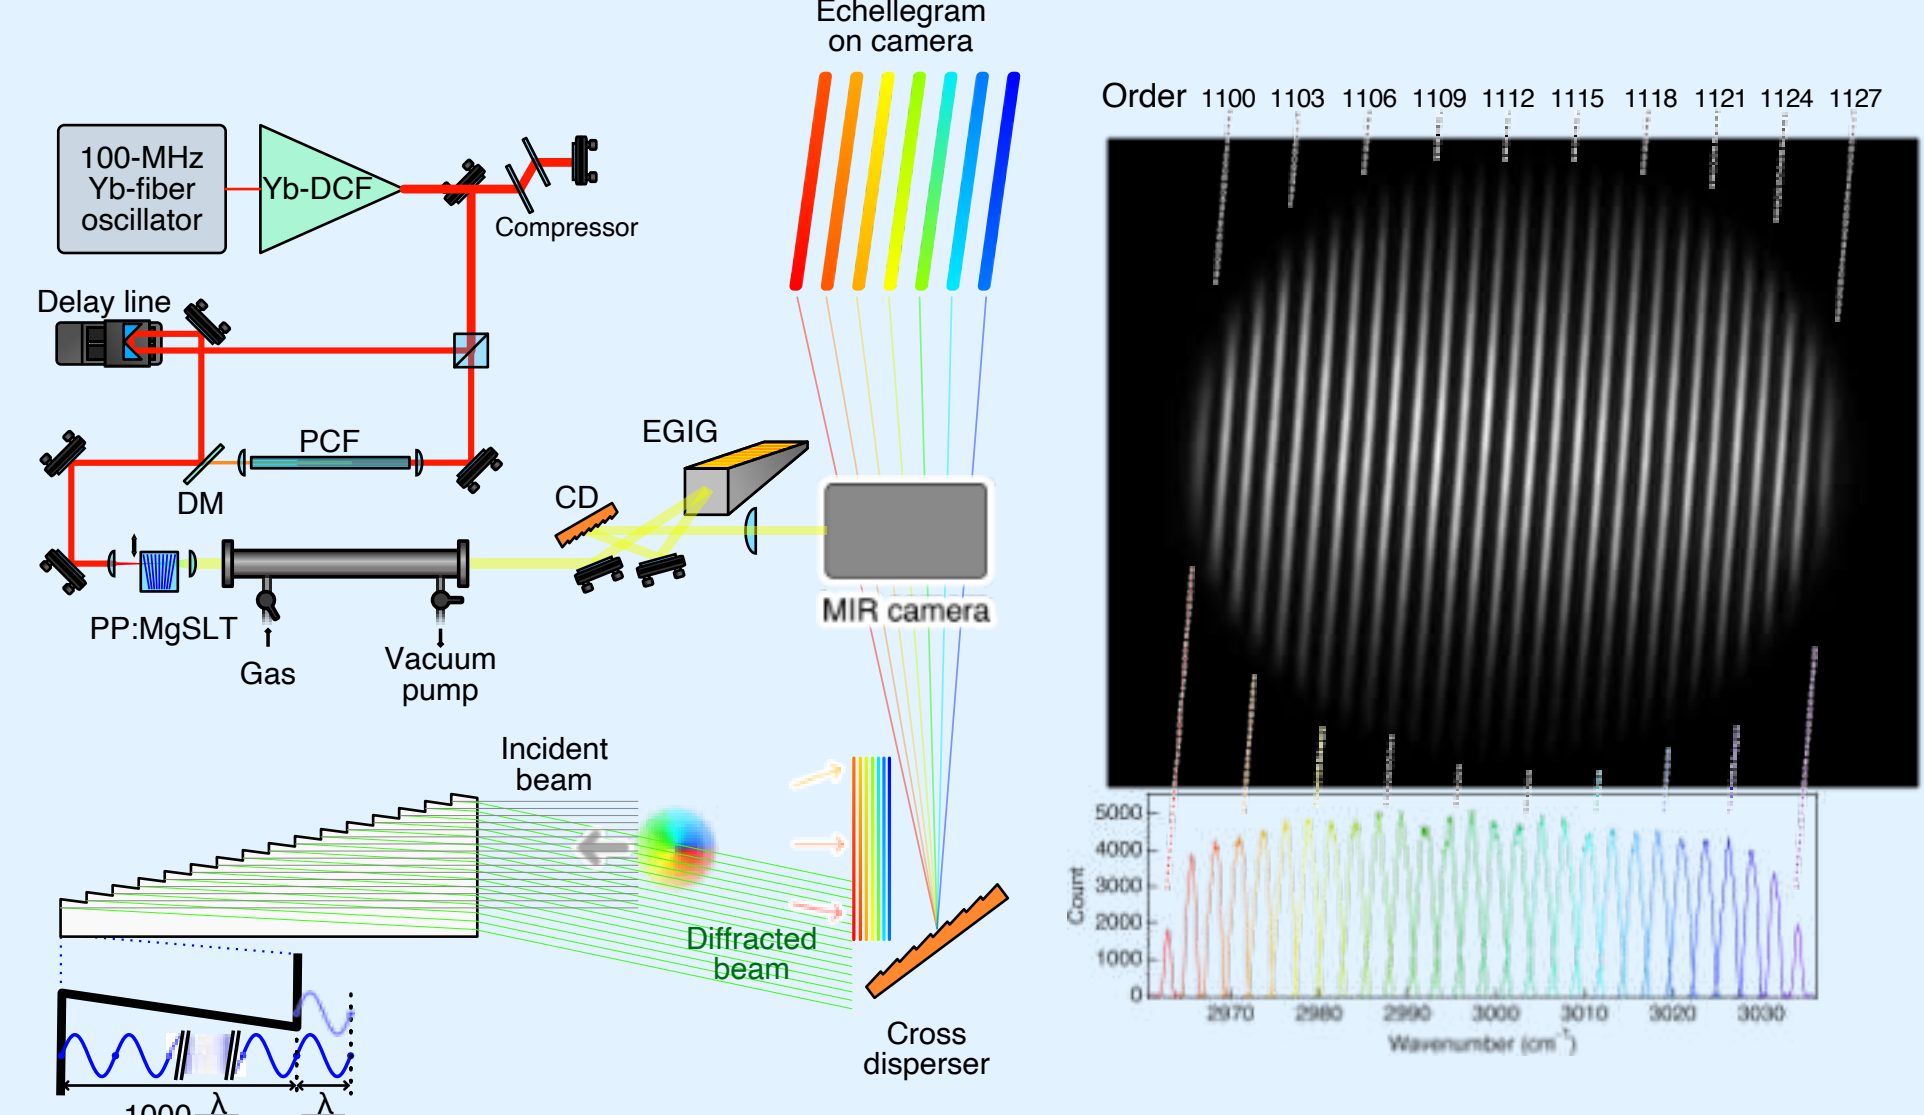 Echellegram
on camera
100-MHz
Yb-fiber
oscillator
Yb-DCF
Compressor
Delay line
PCF
DM
EGIG
CD
PP:MgSLT
Gas
Vacuum
pump
MIR camera
Incident
beam
Diffracted
beam
Cross
disperser
1000 λ
λ
Order 1100 1103 1106 1109 1112 1115 1118 1121 1124 1127
5000
4000
3000
2000
1000
0
Count
2970 2980 2990 3000 3010 3020 3030
Wavenumber (cm⁻¹)